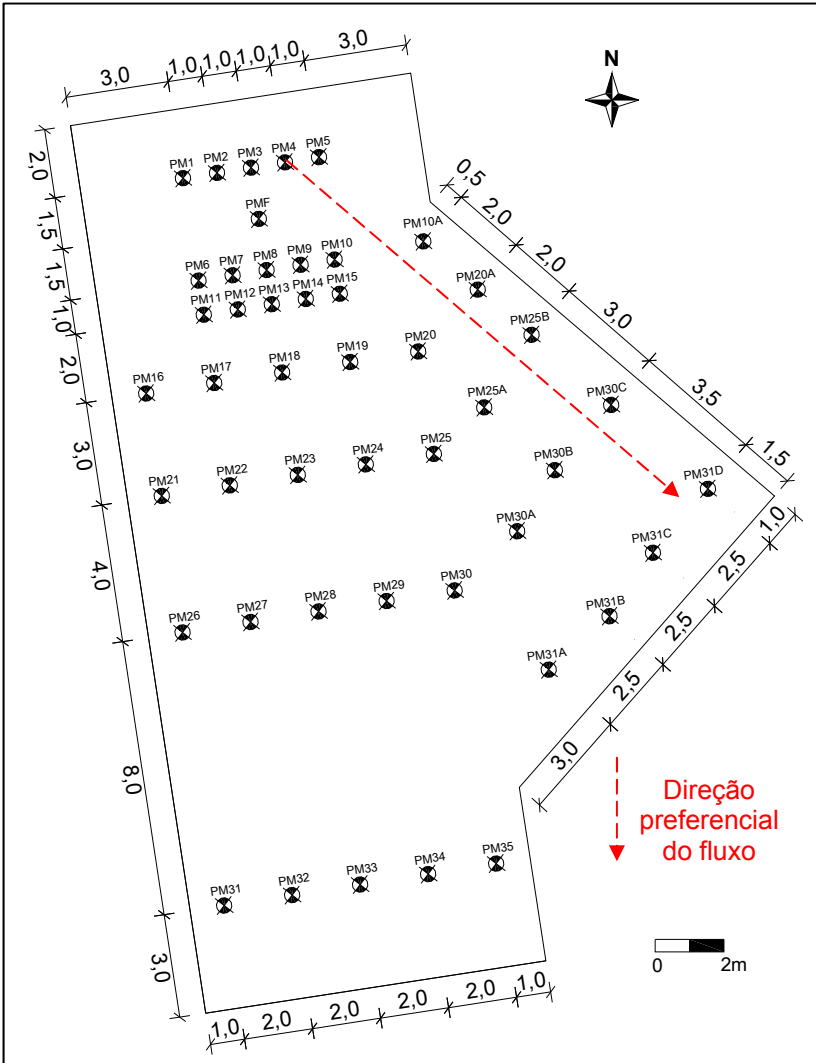 3,0
1,0
1,0
1,0
1,0
3,0
N
2,0
1,5
1,5
1,0
2,0
3,0
4,0
8,0
3,0
PM1
PM2
PM3
PM4
PM5
PMF
PM6
PM7
PM8
PM9
PM10
PM10A
PM11
PM12
PM13
PM14
PM15
PM20A
PM25B
PM16
PM17
PM18
PM19
PM20
PM25A
PM30C
PM21
PM22
PM23
PM24
PM25
PM30B
PM31D
PM30A
PM31C
PM26
PM27
PM28
PM29
PM30
PM31B
PM31A
PM31
PM32
PM33
PM34
PM35
0,5
2,0
2,0
3,0
3,5
1,5
1,0
2,5
2,5
2,5
3,0
Direção
preferencial
do fluxo
0
2m
1,0
2,0
2,0
2,0
2,0
1,0